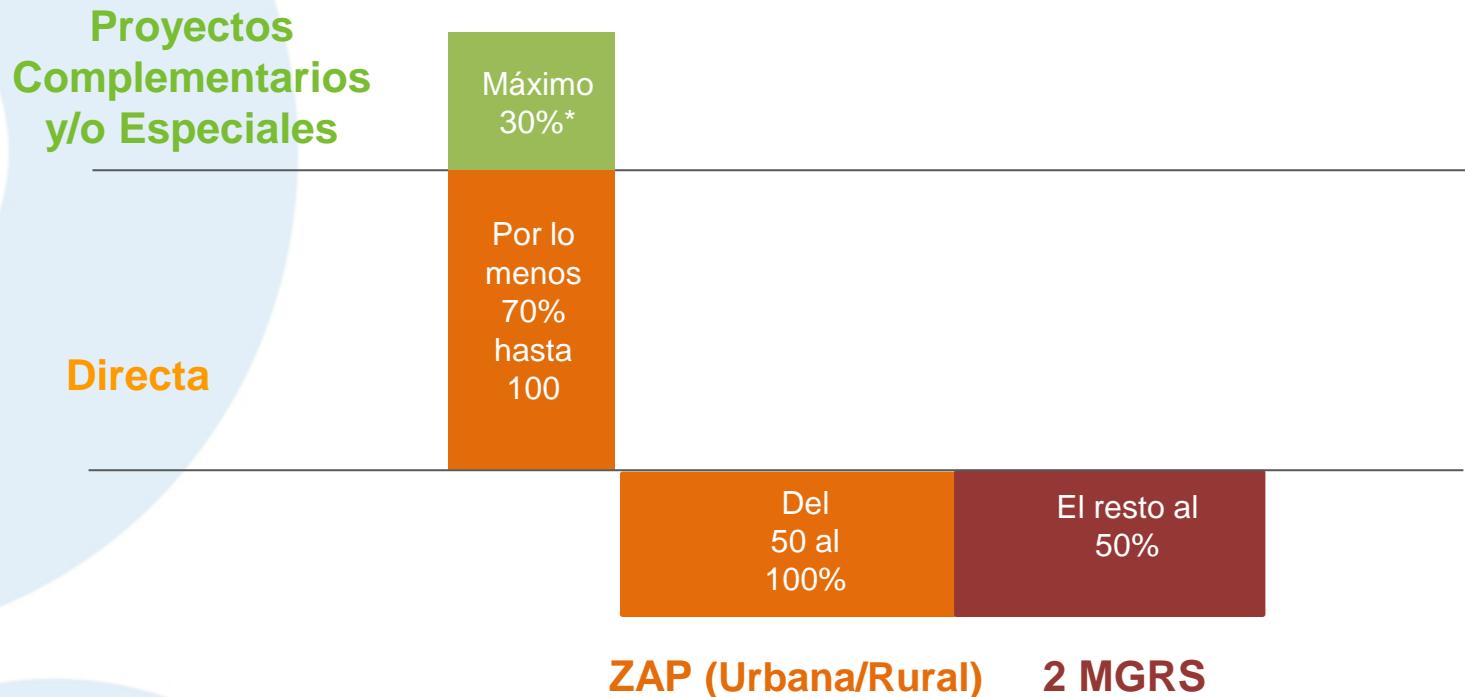 Proyectos
Complementarios
y/o Especiales
Máximo
30%*
Por lo
menos
70%
hasta
100
Directa
Del
50 al
100%
El resto al
50%
ZAP (Urbana/Rural)
2 MGRS